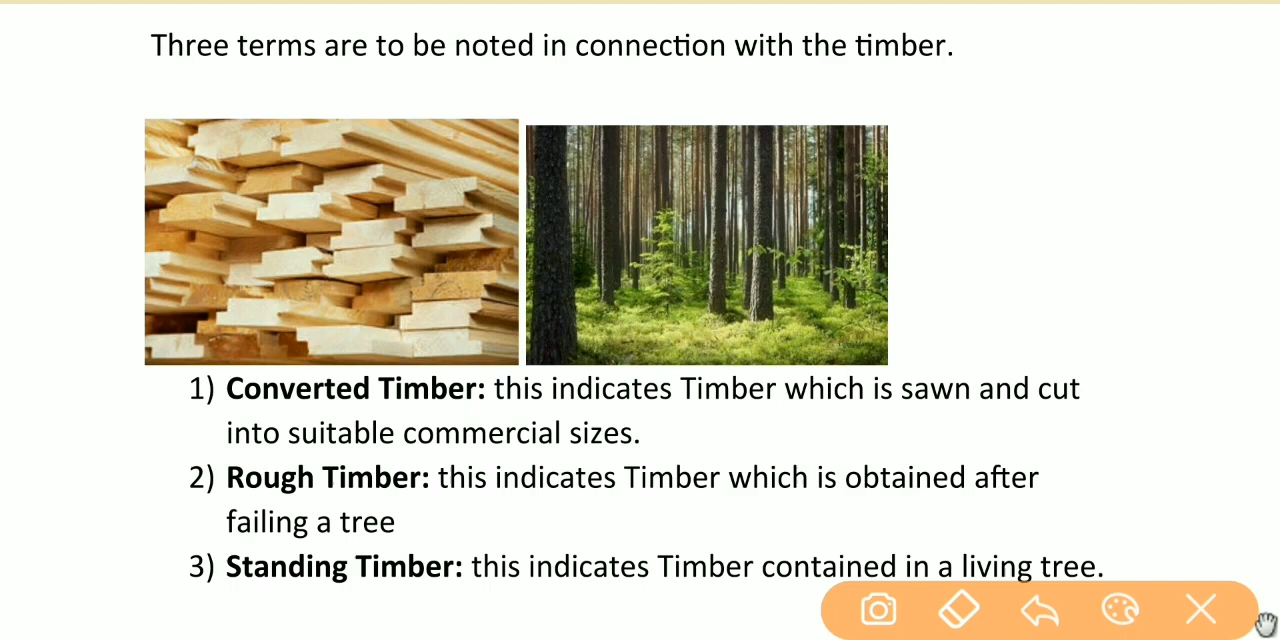 Three terms are to be noted in connection with the timber.
1) Converted Timber: this indicates Timber which is sawn and cut
into suitable commercial sizes.
2) Rough Timber: this indicates Timber which is obtained after
failing a tree
3) Standing Timber: this indicates Timber contained in a living tree.